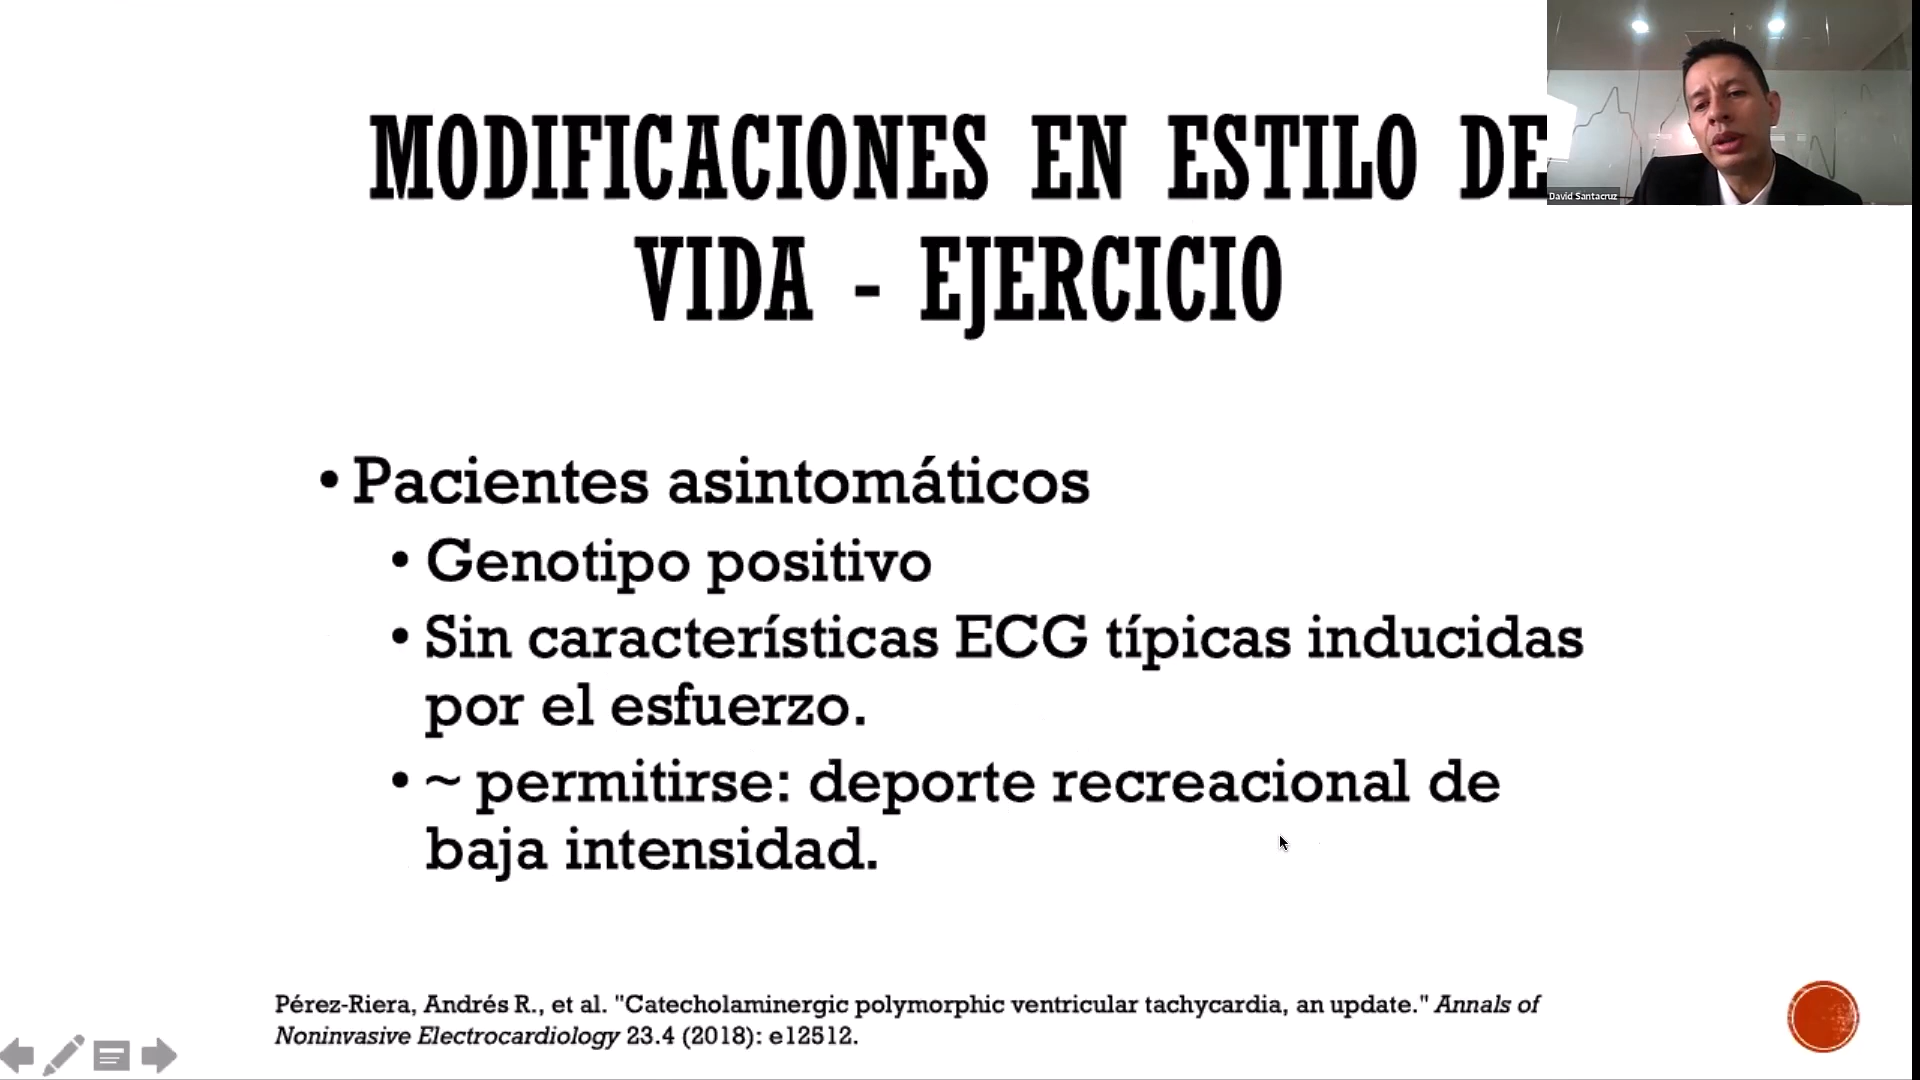 MODIFICACIONES EN ESTILO DE
VIDA - EJERCICIO
David Santacruz
• Pacientes asintomáticos
• Genotipo positivo
• Sin características ECG típicas inducidas
por el esfuerzo.
• ~ permitirse: deporte recreacional de
baja intensidad.
Pérez-Riera, Andrés R., et al. "Catecholaminergic polymorphic ventricular tachycardia, an update." Annals of
Noninvasive Electrocardiology 23.4 (2018): e12512.